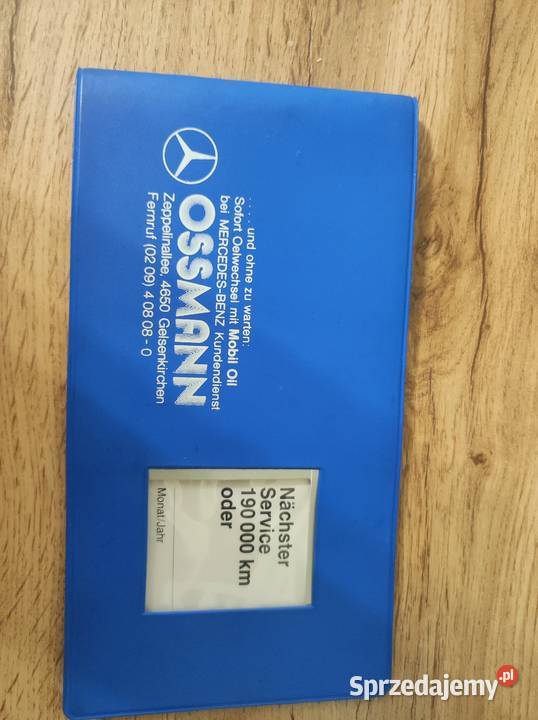 .... und ohne zu warten:
Sofort Oelwechsel mit Mobil Oil
bei MERCEDES-BENZ Kundendienst
OSSMANN
Zeppelinallee, 4650 Gelsenkirchen
Fernruf (02 09) 4 08 08 - 0
Nächster
Service
190 000 km
oder
Monat/Jahr
Sprzedajemy.pl